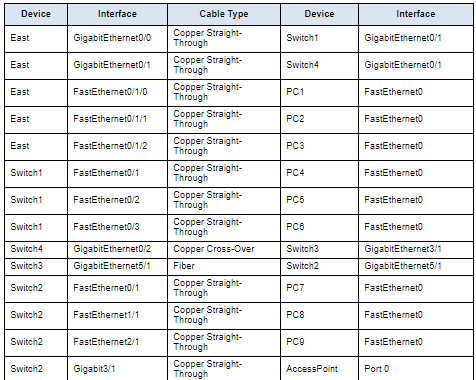 Device Interface Cable Type Device Interface
East GigabitEthernet0/0 Copper Straight-Through Switch1 GigabitEthernet0/1
East GigabitEthernet0/1 Copper Straight-Through Switch4 GigabitEthernet0/1
East FastEthernet0/1/0 Copper Straight-Through PC1 FastEthernet0
East FastEthernet0/1/1 Copper Straight-Through PC2 FastEthernet0
East FastEthernet0/1/2 Copper Straight-Through PC3 FastEthernet0
Switch1 FastEthernet0/1 Copper Straight-Through PC4 FastEthernet0
Switch1 FastEthernet0/2 Copper Straight-Through PC5 FastEthernet0
Switch1 FastEthernet0/3 Copper Straight-Through PC6 FastEthernet0
Switch4 GigabitEthernet0/2 Copper Cross-Over Switch3 GigabitEthernet3/1
Switch3 GigabitEthernet5/1 Fiber Switch2 GigabitEthernet5/1
Switch2 FastEthernet0/1 Copper Straight-Through PC7 FastEthernet0
Switch2 FastEthernet1/1 Copper Straight-Through PC8 FastEthernet0
Switch2 FastEthernet2/1 Copper Straight-Through PC9 FastEthernet0
Switch2 Gigabit3/1 Copper Straight-Through AccessPoint Port 0